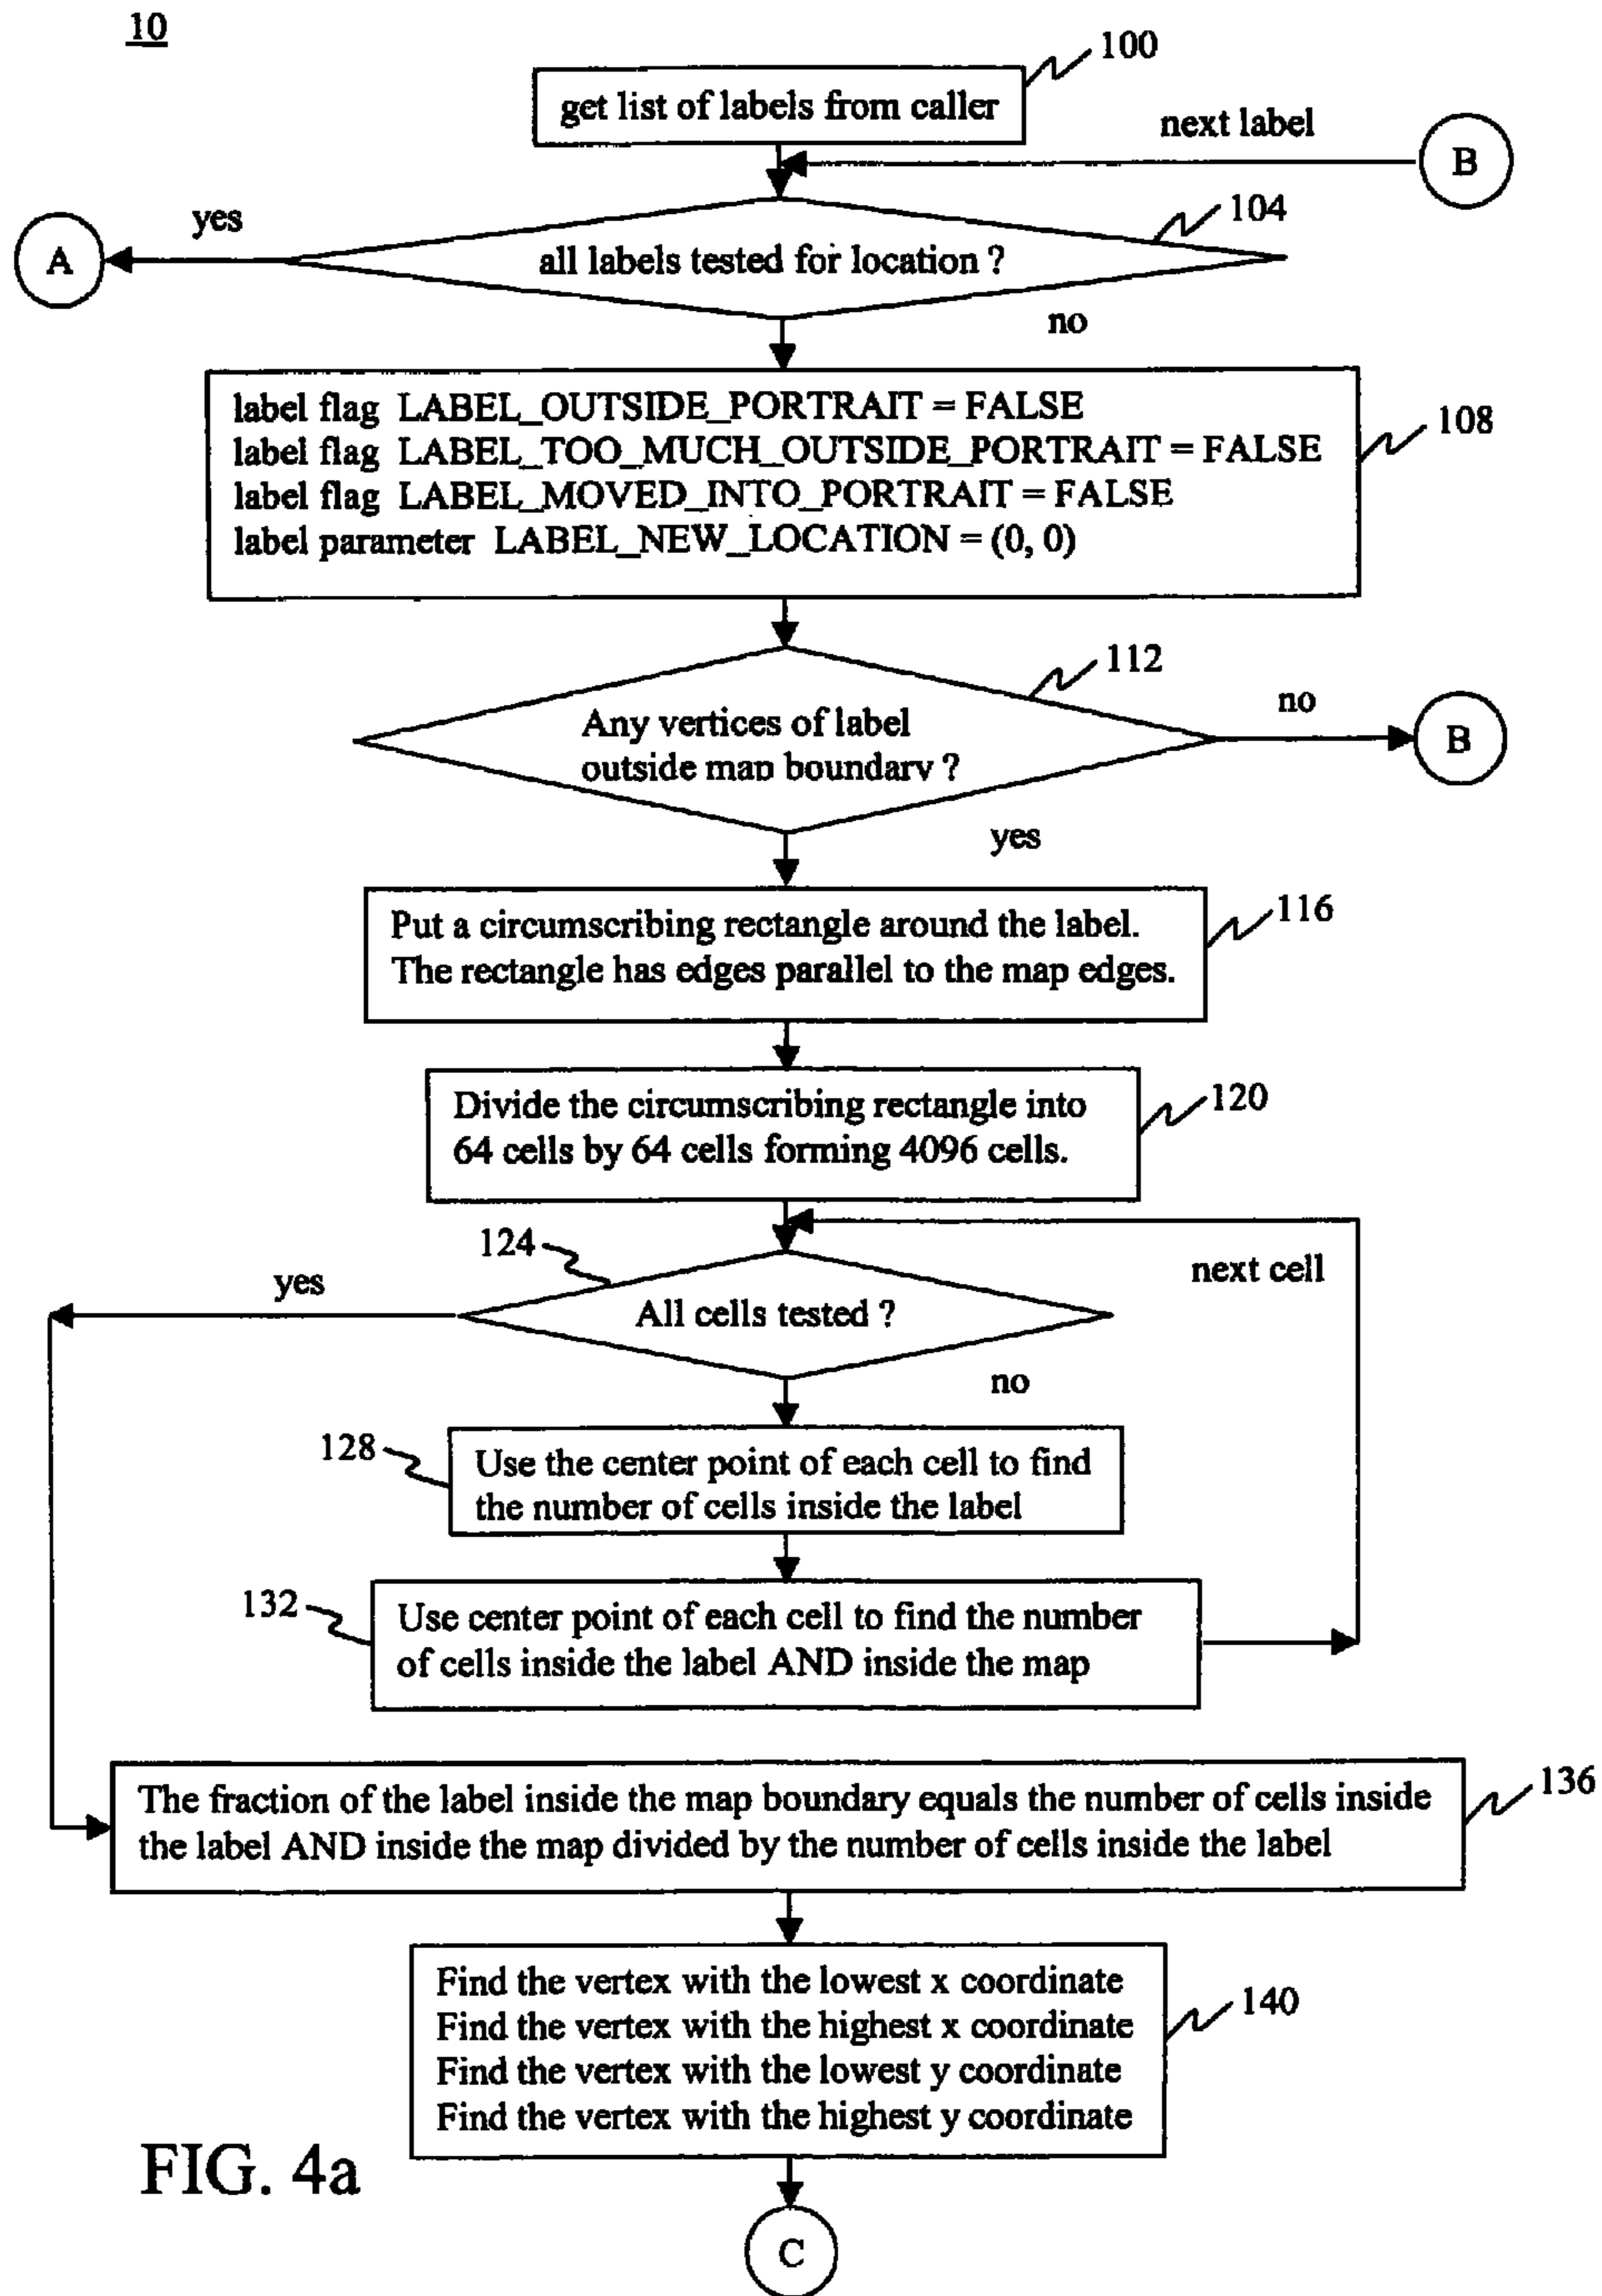 10
100
get list of labels from caller
next label
B
104
yes
A
all labels tested for location ?
no
108
label flag LABEL_OUTSIDE_PORTRAIT = FALSE
label flag LABEL_TOO_MUCH_OUTSIDE_PORTRAIT = FALSE
label flag LABEL_MOVED_INTO_PORTRAIT = FALSE
label parameter LABEL_NEW_LOCATION = (0, 0)
112
no
B
Any vertices of label
outside map boundary ?
yes
116
Put a circumscribing rectangle around the label.
The rectangle has edges parallel to the map edges.
120
Divide the circumscribing rectangle into
64 cells by 64 cells forming 4096 cells.
124
next cell
yes
All cells tested ?
no
128
Use the center point of each cell to find
the number of cells inside the label
132
Use center point of each cell to find the number
of cells inside the label AND inside the map
136
The fraction of the label inside the map boundary equals the number of cells inside
the label AND inside the map divided by the number of cells inside the label
140
Find the vertex with the lowest x coordinate
Find the vertex with the highest x coordinate
Find the vertex with the lowest y coordinate
Find the vertex with the highest y coordinate
FIG. 4a
C